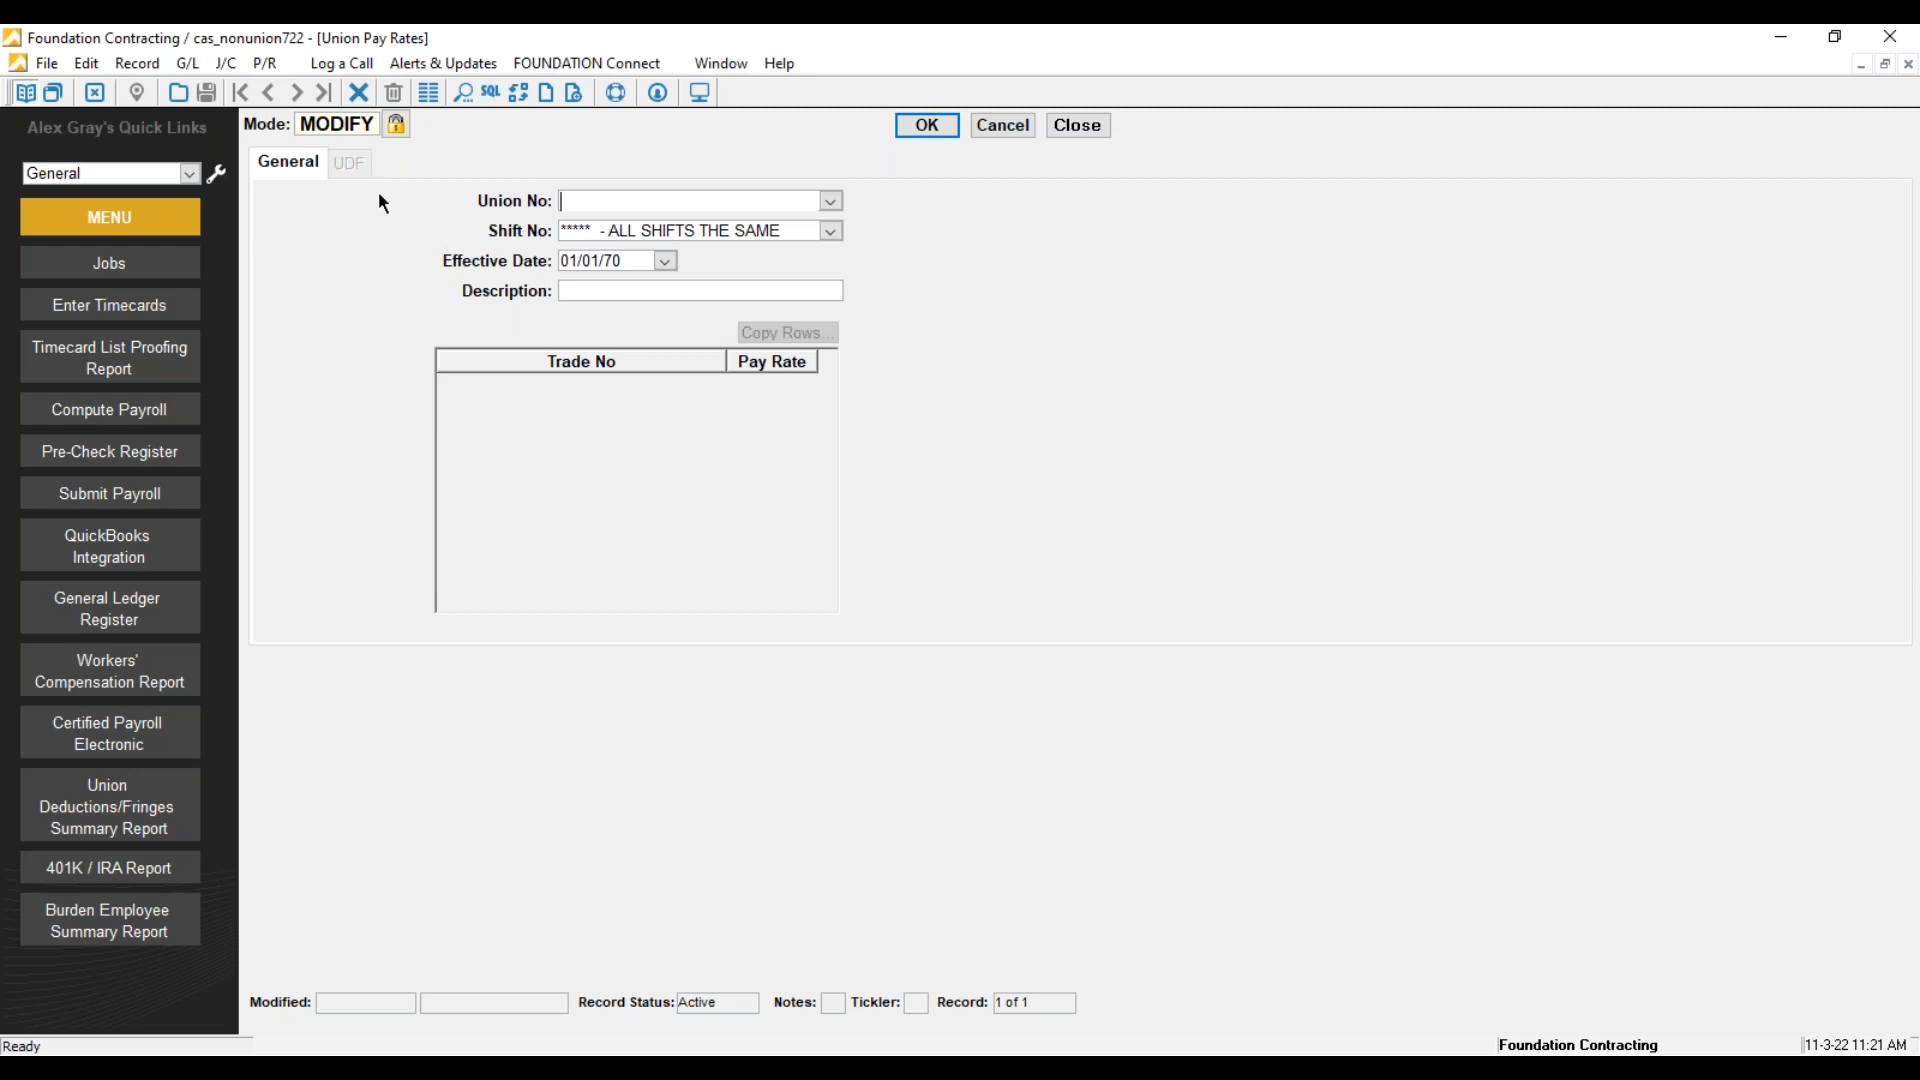 Foundation Contracting / cas_nonunion722 - [Union Pay Rates]
File Edit Record G/L J/C P/R Log a Call Alerts & Updates FOUNDATION Connect Window Help
SQL
Alex Gray's Quick Links
General
MENU
Jobs
Enter Timecards
Timecard List Proofing
Report
Compute Payroll
Pre-Check Register
Submit Payroll
QuickBooks
Integration
General Ledger
Register
Workers'
Compensation Report
Certified Payroll
Electronic
Union
Deductions/Fringes
Summary Report
401K / IRA Report
Burden Employee
Summary Report
Mode: MODIFY
OK Cancel Close
General UDF
Union No:
Shift No: ***** - ALL SHIFTS THE SAME
Effective Date: 01/01/70
Description:
Copy Rows...
Trade No Pay Rate
Modified: Record Status: Active Notes: Tickler: Record: 1 of 1
Ready Foundation Contracting 11-3-22 11:21 AM